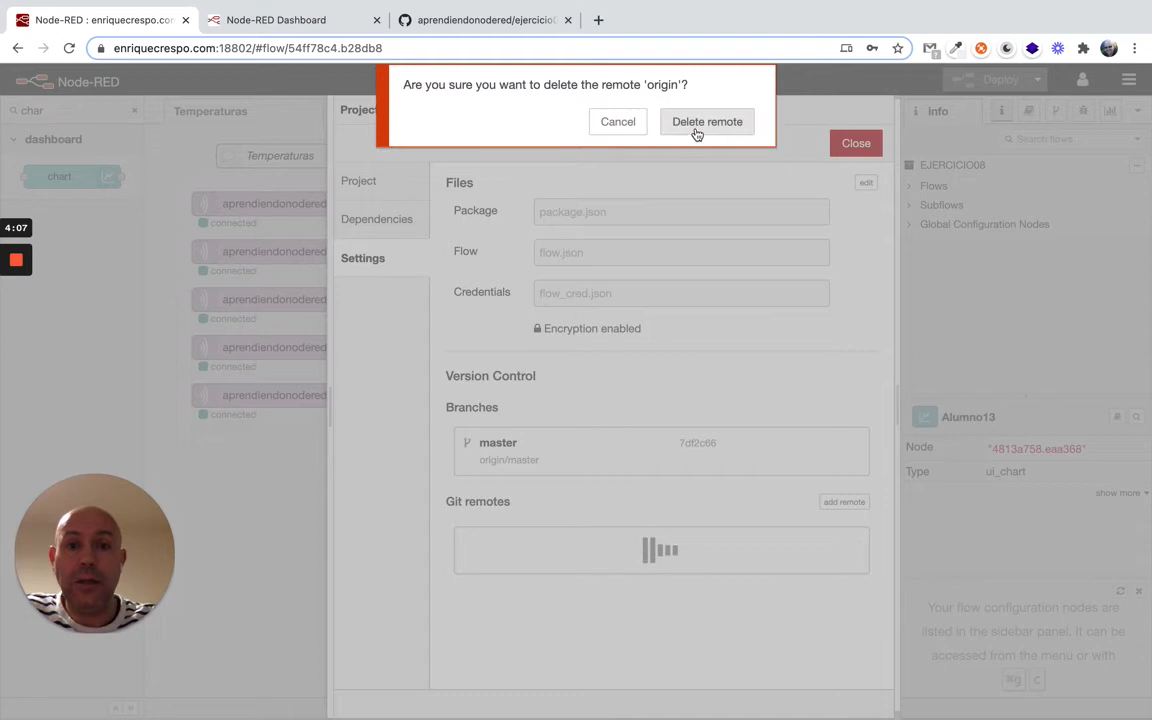 Node-RED : enriquecrespo.com
Node-RED Dashboard
aprendiendonodered/ejercicio0
enriquecrespo.com:18802/#flow/54ff78c4.b28db8
Node-RED
Are you sure you want to delete the remote 'origin'?
Cancel
Delete remote
Deploy
char
Temperaturas
Project
Close
info
Search flows
dashboard
chart
Temperaturas
aprendiendonodered
connected
aprendiendonodered
connected
aprendiendonodered
connected
aprendiendonodered
connected
aprendiendonodered
connected
4:07
Project
Dependencies
Settings
Files
edit
Package
package.json
Flow
flow.json
Credentials
flow_cred.json
Encryption enabled
Version Control
Branches
master
7df2c66
origin/master
Git remotes
add remote
EJERCICIO08
Flows
Subflows
Global Configuration Nodes
Alumno13
Node
"4813a758.eaa368"
Type
ui_chart
show more
Your flow configuration nodes are
listed in the sidebar panel. It can be
accessed from the menu or with
⌘g
C